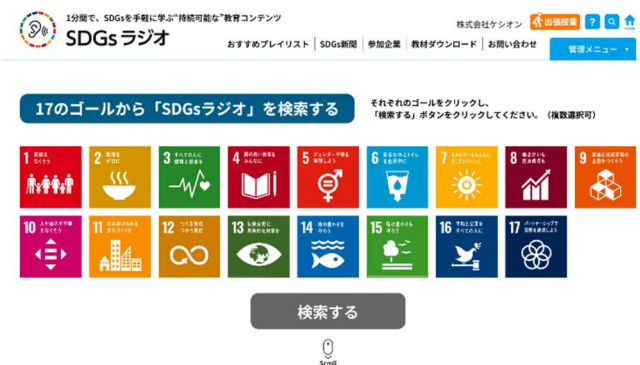 1分間で、SDGsを手軽に学ぶ“持続可能な”教育コンテンツ
SDGs ラジオ
株式会社ケシオン
出張授業
?
おすすめプレイリスト
SDGs新聞
参加企業
教材ダウンロード
お問い合わせ
管理メニュー
17のゴールから「SDGsラジオ」を検索する
それぞれのゴールをクリックし、
「検索する」ボタンをクリックしてください。（複数選択可）
1 貧困を
なくそう
2 飢餓を
ゼロに
3 すべての人に
健康と福祉を
4 質の高い教育を
みんなに
5 ジェンダー平等を
実現しよう
6 安全な水とトイレ
を世界中に
7 エネルギーをみんなに
そしてクリーンに
8 働きがいも
経済成長も
9 産業と技術革新の
基盤をつくろう
10 人や国の不平等
をなくそう
11 住み続けられる
まちづくりを
12 つくる責任
つかう責任
13 気候変動に
具体的な対策を
14 海の豊かさを
守ろう
15 陸の豊かさも
守ろう
16 平和と公正を
すべての人に
17 パートナーシップで
目標を達成しよう
検索する
Scroll